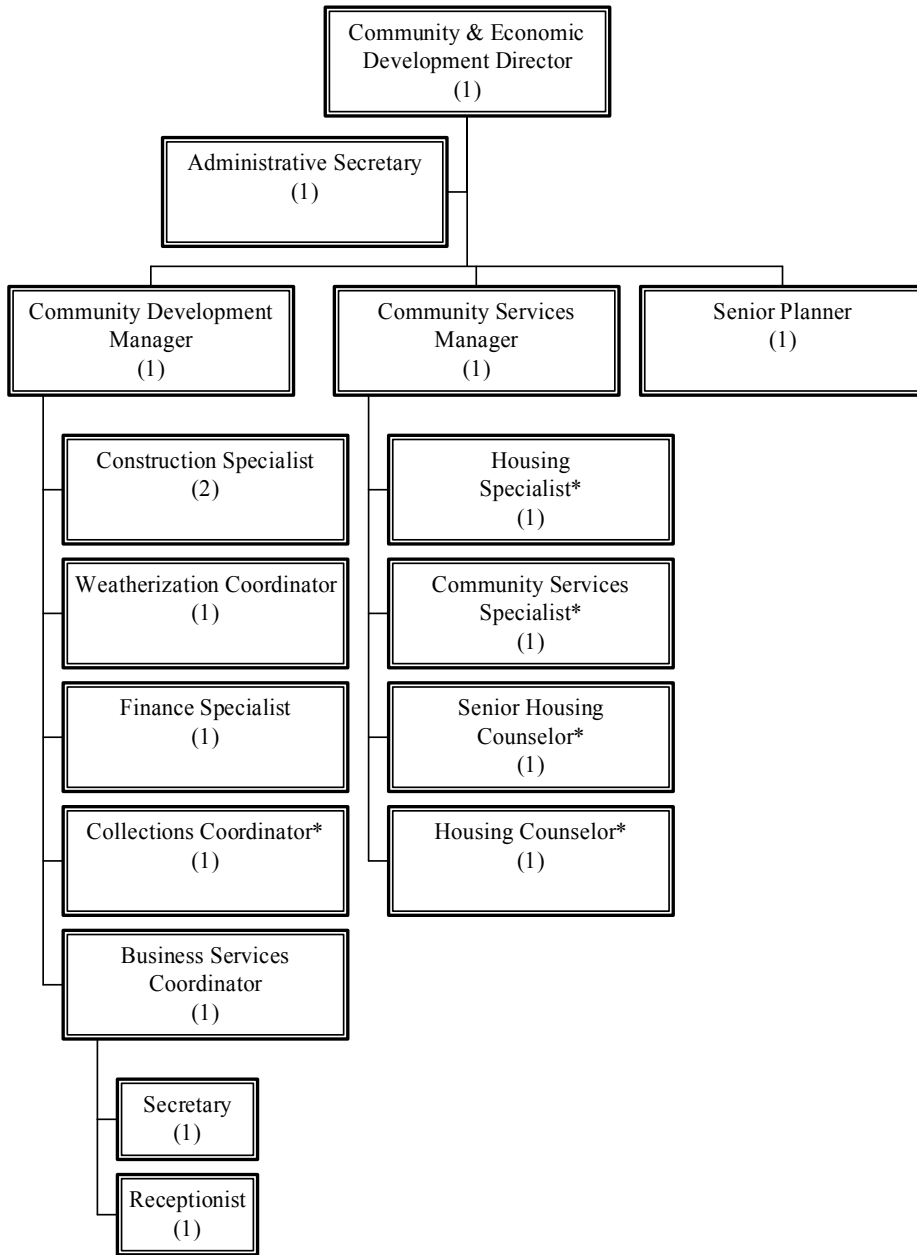 Community & Economic
Development Director
(1)
Administrative Secretary
(1)
Community Development
Manager
(1)
Community Services
Manager
(1)
Senior Planner
(1)
Construction Specialist
(2)
Weatherization Coordinator
(1)
Finance Specialist
(1)
Collections Coordinator*
(1)
Business Services
Coordinator
(1)
Secretary
(1)
Receptionist
(1)
Housing
Specialist*
(1)
Community Services
Specialist*
(1)
Senior Housing
Counselor*
(1)
Housing Counselor*
(1)